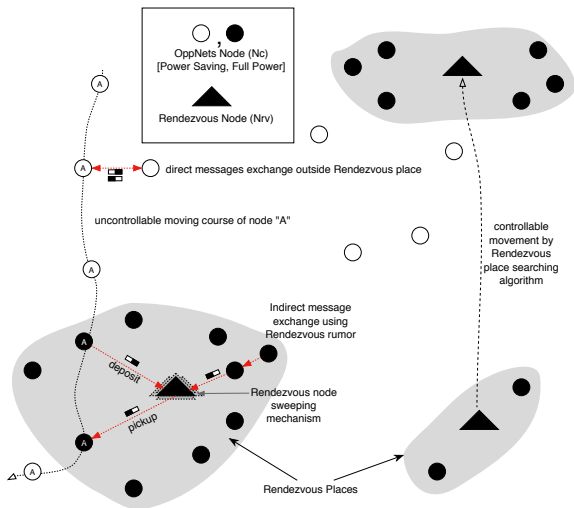 ,
OppNets Node (Nc)
[Power Saving, Full Power]
Rendezvous Node (Nrv)
A
A
direct messages exchange outside Rendezvous place
uncontrollable moving course of node "A"
controllable
movement by
Rendezvous
place searching
algorithm
A
Indirect message
exchange using
Rendezvous rumor
A
deposit
Rendezvous node
sweeping
mechanism
pickup
A
A
Rendezvous Places